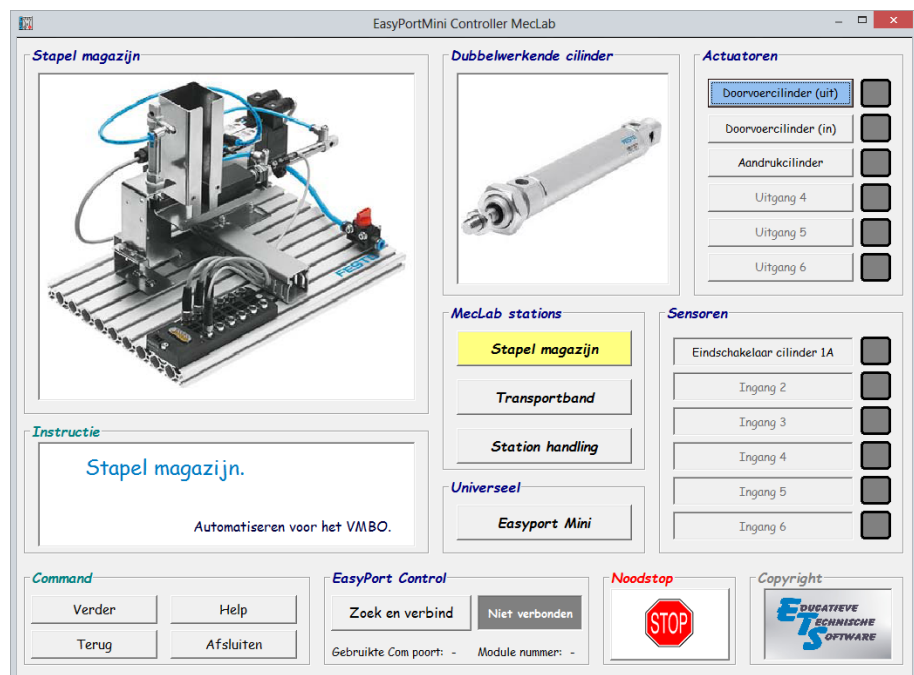 EasyPortMini Controller MecLab
Stapel magazijn
FESTO
Dubbelwerkende cilinder
FESTO
Actuatoren
Doorvoercilinder (uit)
Doorvoercilinder (in)
Aandrukcilinder
Uitgang 4
Uitgang 5
Uitgang 6
MecLab stations
Stapel magazijn
Transportband
Station handling
Sensoren
Eindschakelaar cilinder 1A
Ingang 2
Ingang 3
Ingang 4
Ingang 5
Ingang 6
Instructie
Stapel magazijn.
Automatiseren voor het VMBO.
Universeel
Easyport Mini
Command
Verder
Help
Terug
Afsluiten
EasyPort Control
Zoek en verbind
Niet verbonden
Gebruikte Com poort: -
Module nummer: -
Noodstop
STOP
Copyright
EDUCATIEVE
TECHNISCHE
SOFTWARE